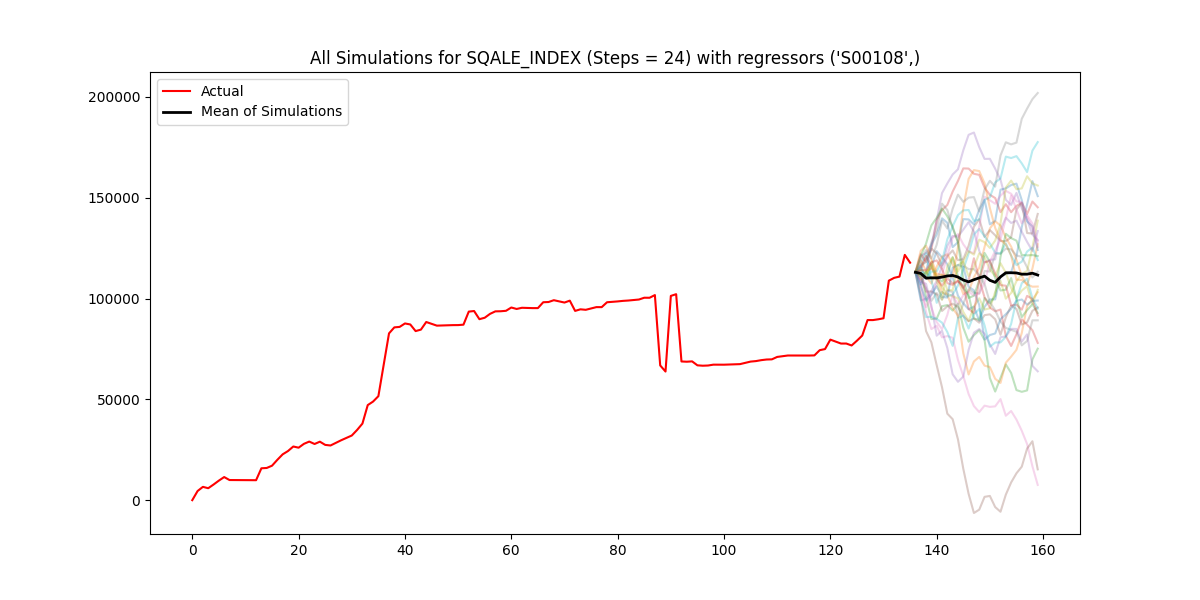 All Simulations for SQALE_INDEX (Steps = 24) with regressors ('S00108',)
Actual
Mean of Simulations
200000
150000
100000
50000
0
0 20 40 60 80 100 120 140 160